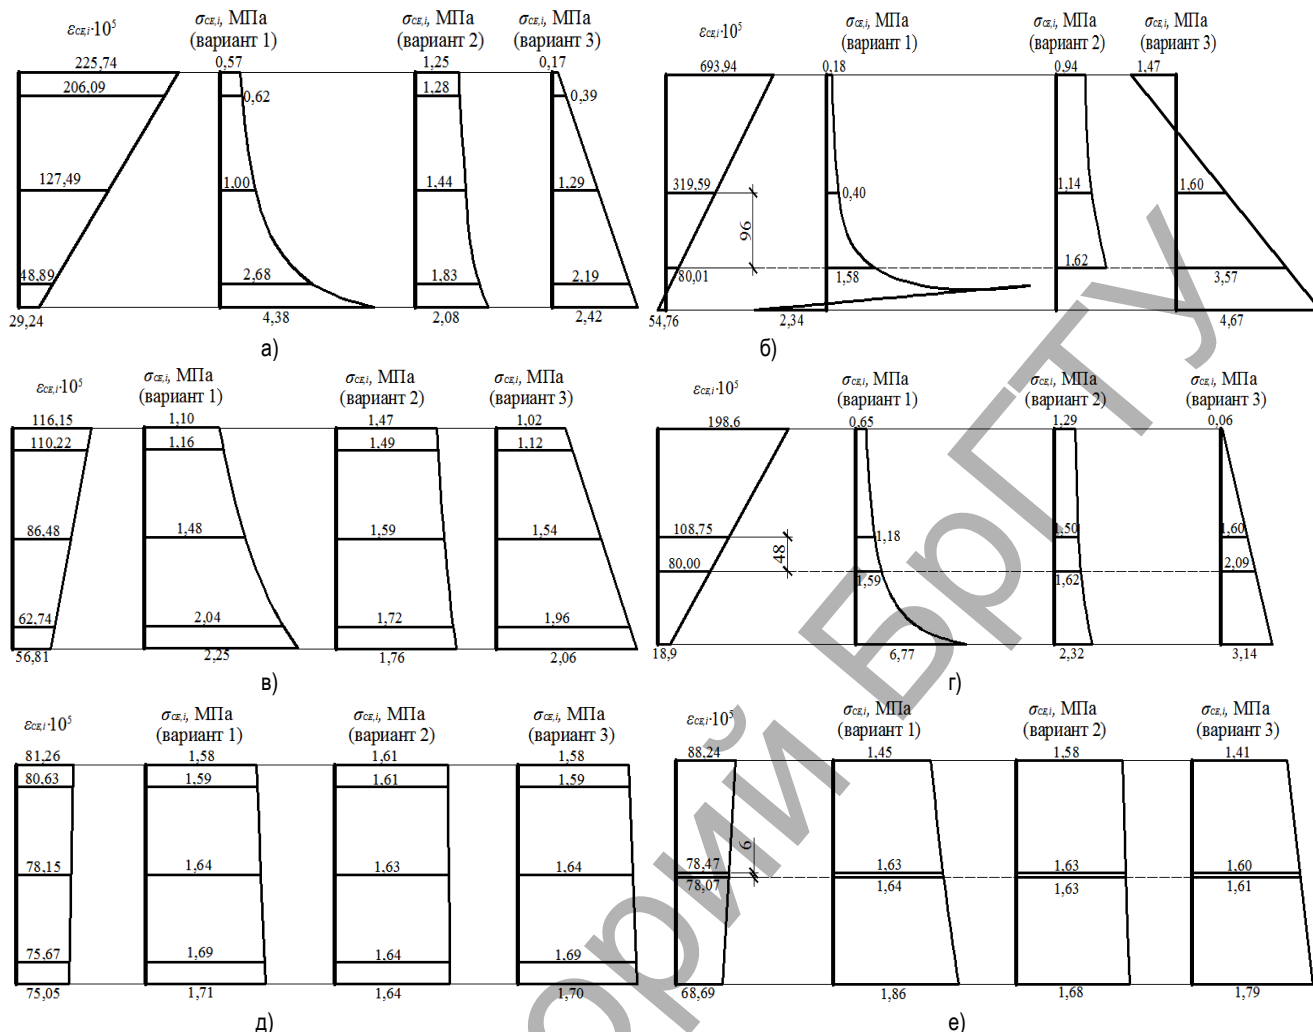 εCE,i·10⁵
σCE,i, МПа
(вариант 1)
σCE,i, МПа
(вариант 2)
σCE,i, МПа
(вариант 3)
225,74
0,57
1,25
0,17
206,09
0,62
1,28
0,39
127,49
1,00
1,44
1,29
48,89
2,68
1,83
2,19
29,24
4,38
2,08
2,42
а)
εCE,i·10⁵
σCE,i, МПа
(вариант 1)
σCE,i, МПа
(вариант 2)
σCE,i, МПа
(вариант 3)
693,94
0,18
0,94
1,47
319,59
0,40
1,14
1,60
96
80,01
1,58
1,62
3,57
54,76
2,34
4,67
б)
εCE,i·10⁵
σCE,i, МПа
(вариант 1)
σCE,i, МПа
(вариант 2)
σCE,i, МПа
(вариант 3)
116,15
1,10
1,47
1,02
110,22
1,16
1,49
1,12
86,48
1,48
1,59
1,54
62,74
2,04
1,72
1,96
56,81
2,25
1,76
2,06
в)
εCE,i·10⁵
σCE,i, МПа
(вариант 1)
σCE,i, МПа
(вариант 2)
σCE,i, МПа
(вариант 3)
198,6
0,65
1,29
0,06
108,75
1,18
1,50
1,60
48
80,00
1,59
1,62
2,09
18,9
6,77
2,32
3,14
г)
εCE,i·10⁵
σCE,i, МПа
(вариант 1)
σCE,i, МПа
(вариант 2)
σCE,i, МПа
(вариант 3)
81,26
1,58
1,61
1,58
80,63
1,59
1,61
1,59
78,15
1,64
1,63
1,64
75,67
1,69
1,64
1,69
75,05
1,71
1,64
1,70
д)
εCE,i·10⁵
σCE,i, МПа
(вариант 1)
σCE,i, МПа
(вариант 2)
σCE,i, МПа
(вариант 3)
88,24
1,45
1,58
1,41
78,47
6
1,63
1,63
1,60
78,07
1,64
1,63
1,61
68,69
1,86
1,68
1,79
е)
орий БрГТУ